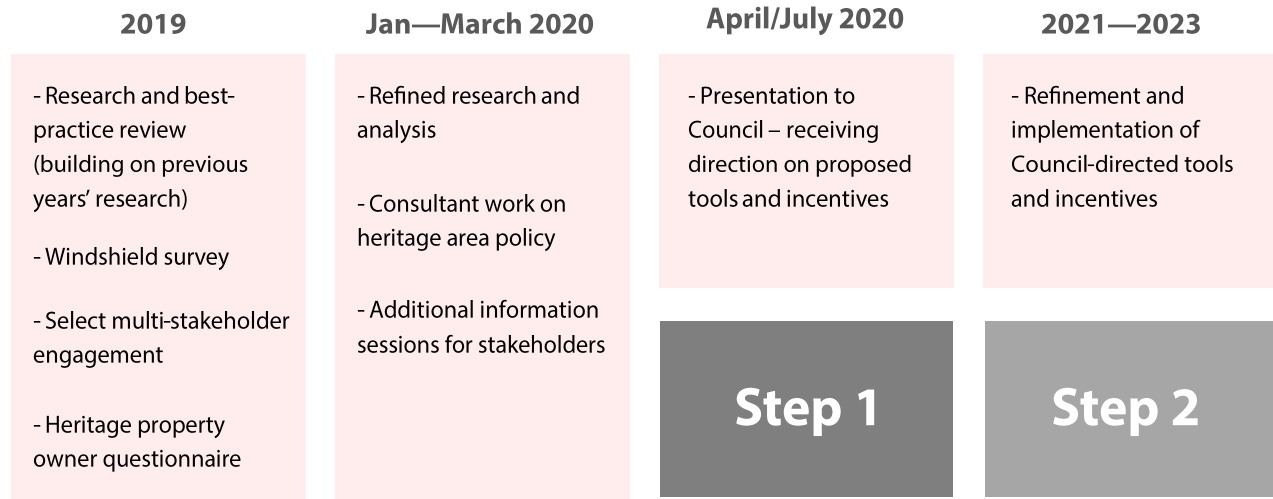 2019
- Research and best-
practice review
(building on previous
years’ research)
- Windshield survey
- Select multi-stakeholder
engagement
- Heritage property
owner questionnaire
Jan—March 2020
- Refined research and
analysis
- Consultant work on
heritage area policy
- Additional information
sessions for stakeholders
April/July 2020
- Presentation to
Council – receiving
direction on proposed
tools and incentives
Step 1
2021—2023
- Refinement and
implementation of
Council-directed tools
and incentives
Step 2